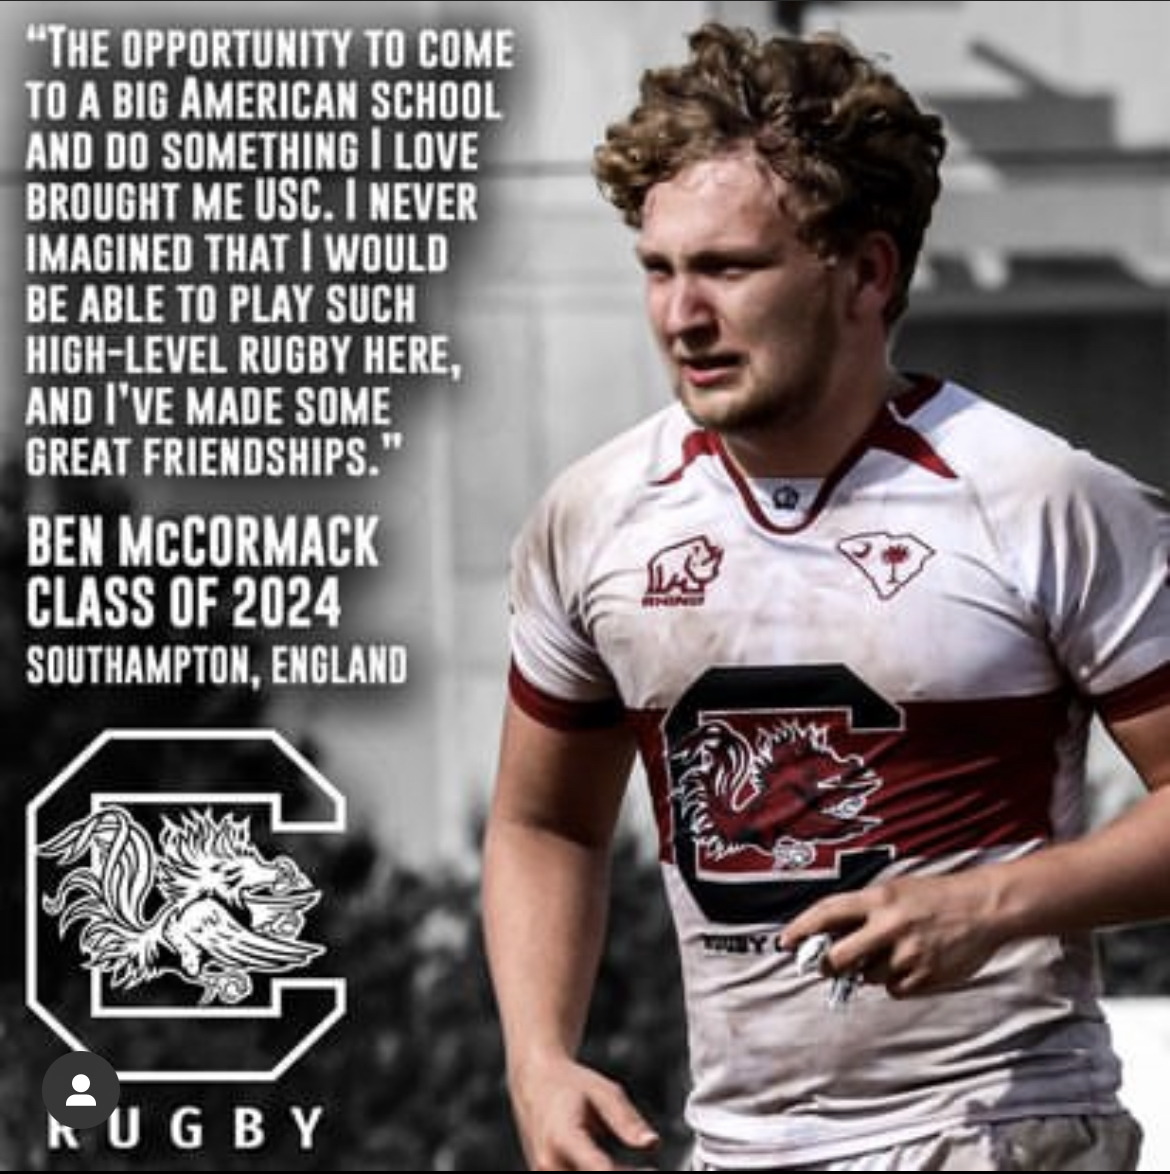 “THE OPPORTUNITY TO COME
TO A BIG AMERICAN SCHOOL
AND DO SOMETHING I LOVE
BROUGHT ME USC. I NEVER
IMAGINED THAT I WOULD
BE ABLE TO PLAY SUCH
HIGH-LEVEL RUGBY HERE,
AND I’VE MADE SOME
GREAT FRIENDSHIPS.”
BEN McCORMACK
CLASS OF 2024
SOUTHAMPTON, ENGLAND
RUGBY
RHINO
C
C
RUGBY